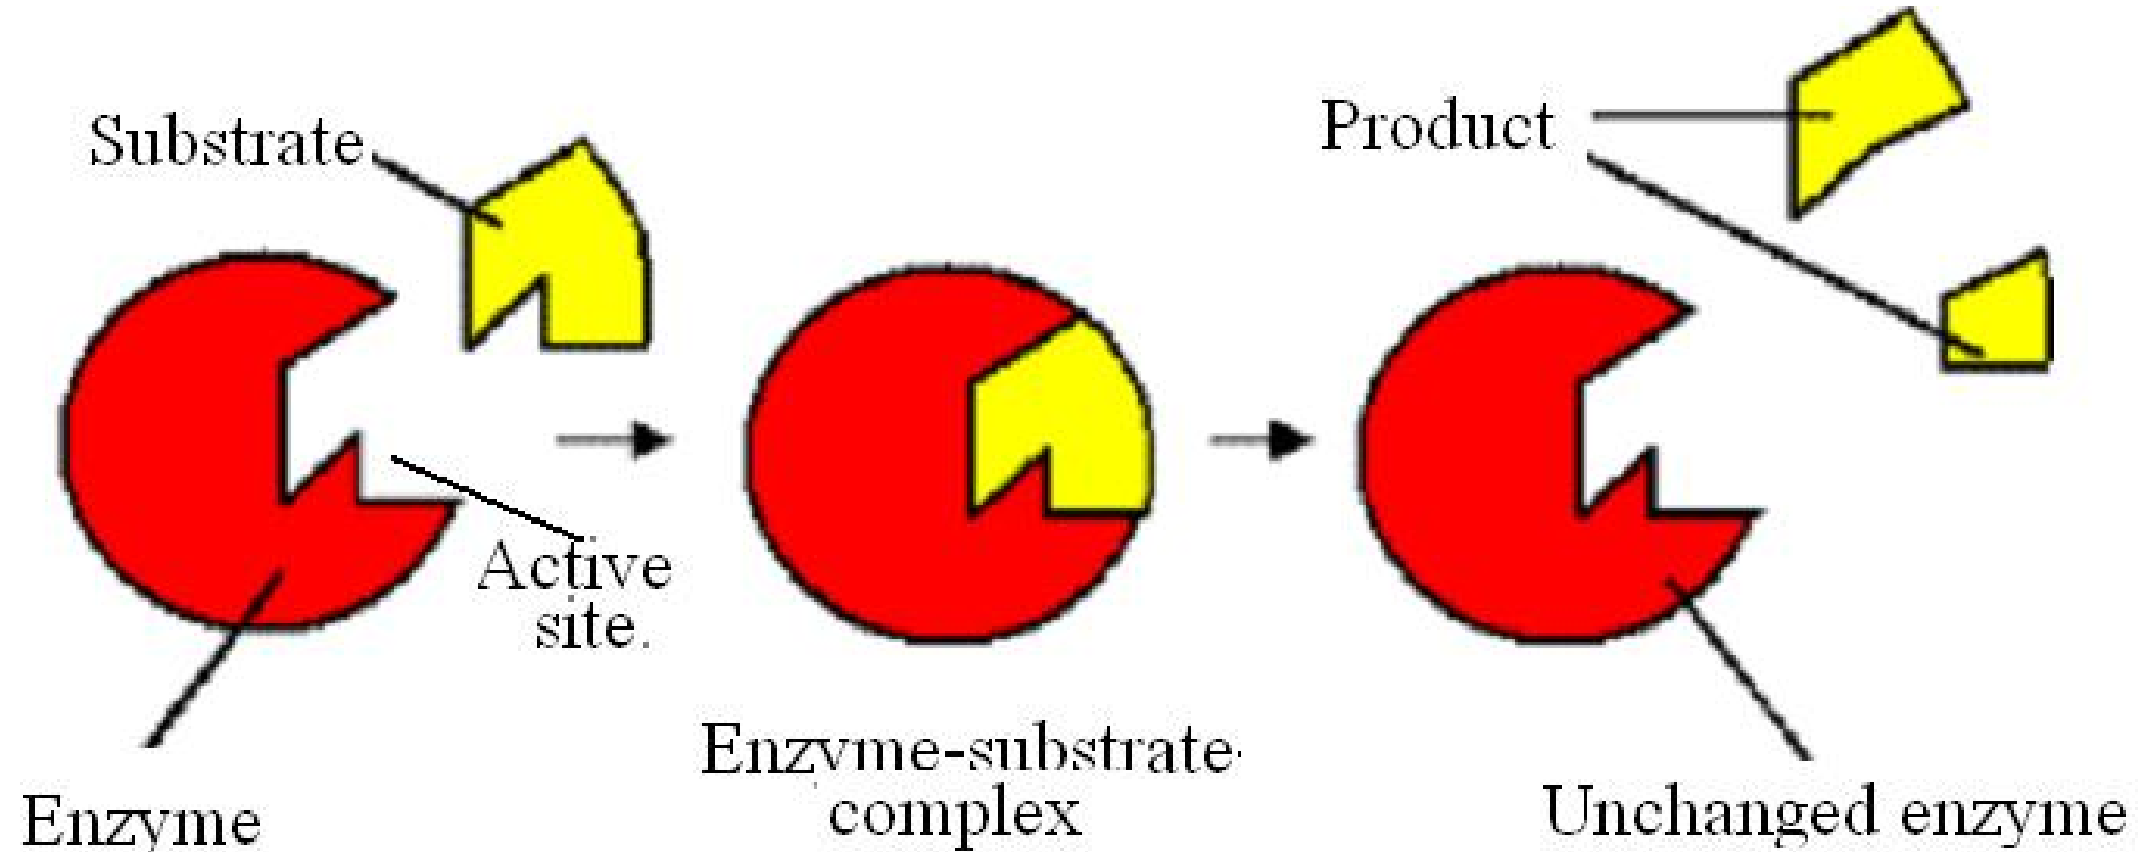 Substrate
Product
Active
site.
Enzyme-substrate
complex
Enzyme
Unchanged enzyme